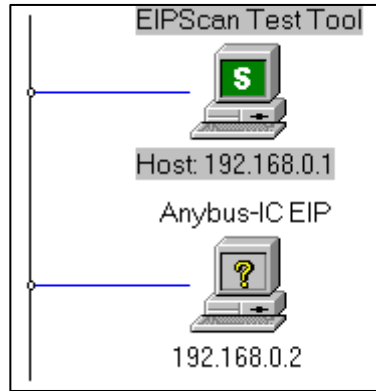 EIPScan Test Tool
S
Host: 192.168.0.1
Anybus-IC EIP
?
192.168.0.2